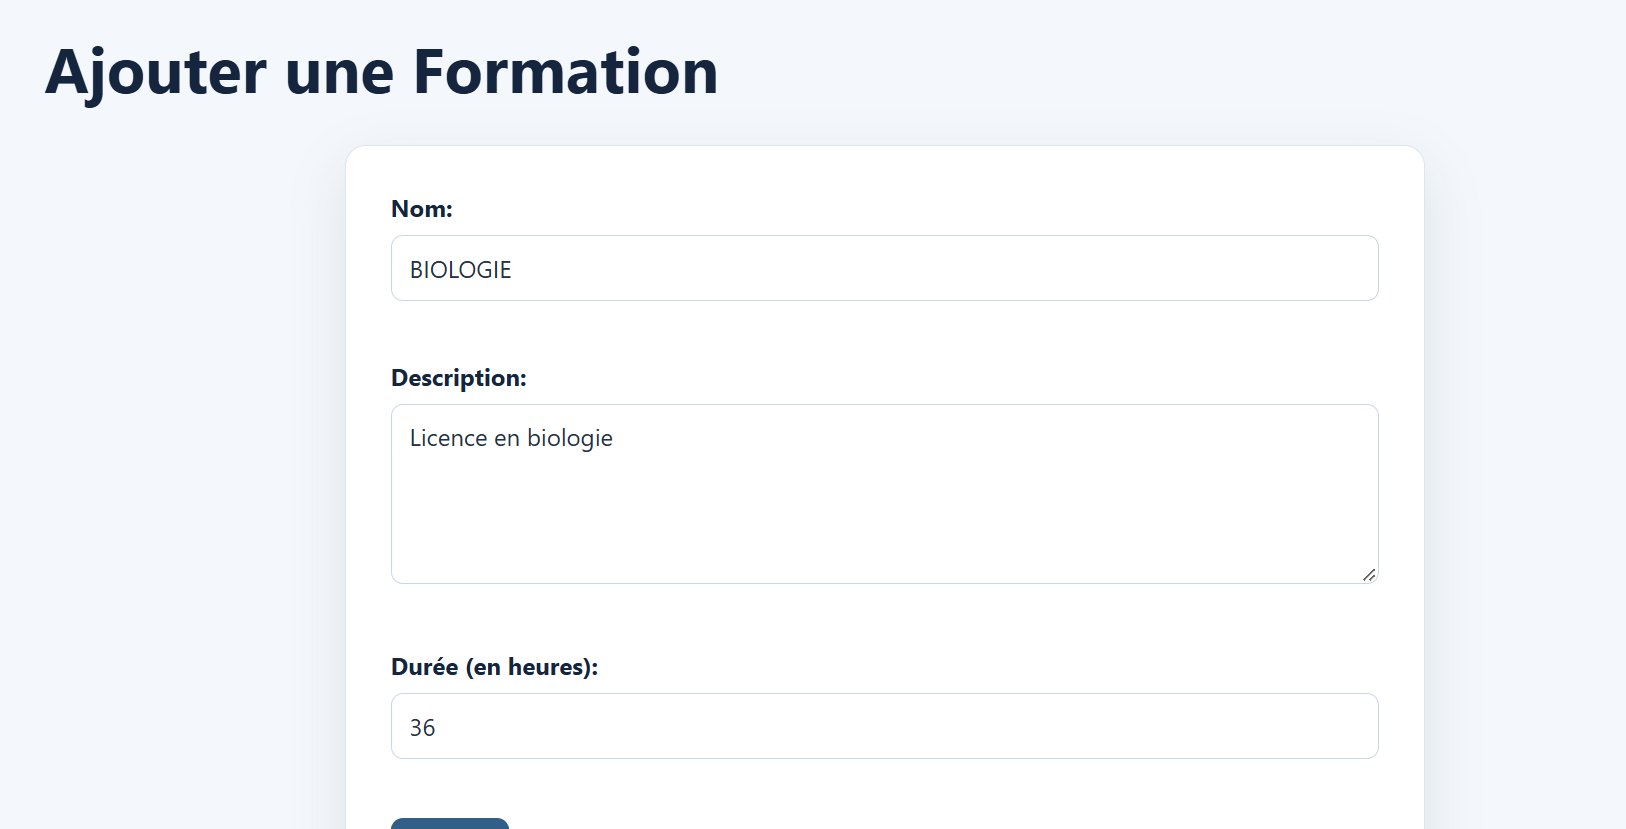 Ajouter une Formation
Nom:
BIOLOGIE
Description:
Licence en biologie
Durée (en heures):
36